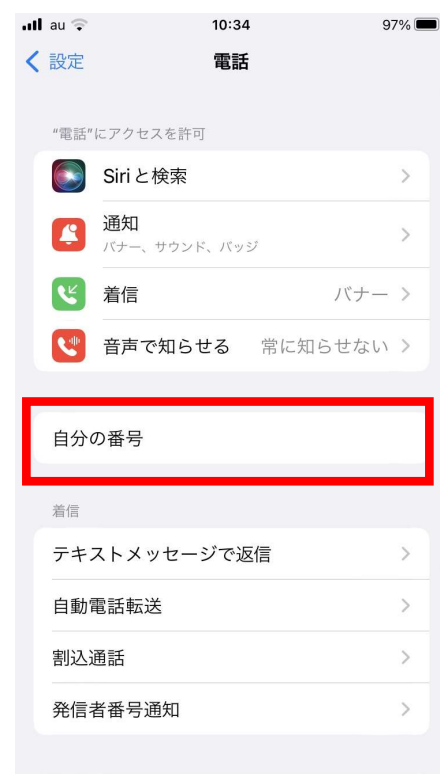 au 10:34 97%
設定 電話
“電話”にアクセスを許可
Siriと検索
通知
バナー、サウンド、バッジ
着信 バナー
音声で知らせる 常に知らせない
自分の番号
着信
テキストメッセージで返信
自動電話転送
割込通話
発信者番号通知